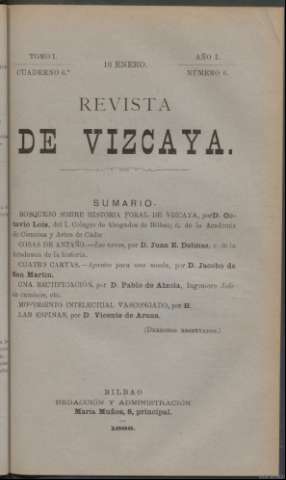 TOMO I.
AÑO I.
16 ENERO.
CUADERNO 6.º
NÚMERO 6.
REVISTA
DE VIZCAYA.
SUMARIO.
BOSQUEJO SOBRE HISTORIA FORAL DE VIZCAYA, por D. Oc-
tavio Lois, del I. Colegio de Abogados de Bilbao, c. de la Academia
de Ciencias y Artes de Cádiz.
COSAS DE ANTAÑO.—Las naves, por D. Juan E. Delmas, c. de la
Academia de la historia.
CUATRO CARTAS.—Apuntes para una novela, por D. Jacobo de
San Martin.
UNA RECTIFICACION, por D. Pablo de Alzola, Ingeniero Jefe
de caminos, etc.
MOVIMIENTO INTELECTUAL VASCONGADO, por H.
LAS ESPINAS, por D. Vicente de Arana.
(DERECHOS RESERVADOS.)
BILBAO
REDACCION Y ADMINISTRACION:
María Muñoz, 8, principal.
1886.